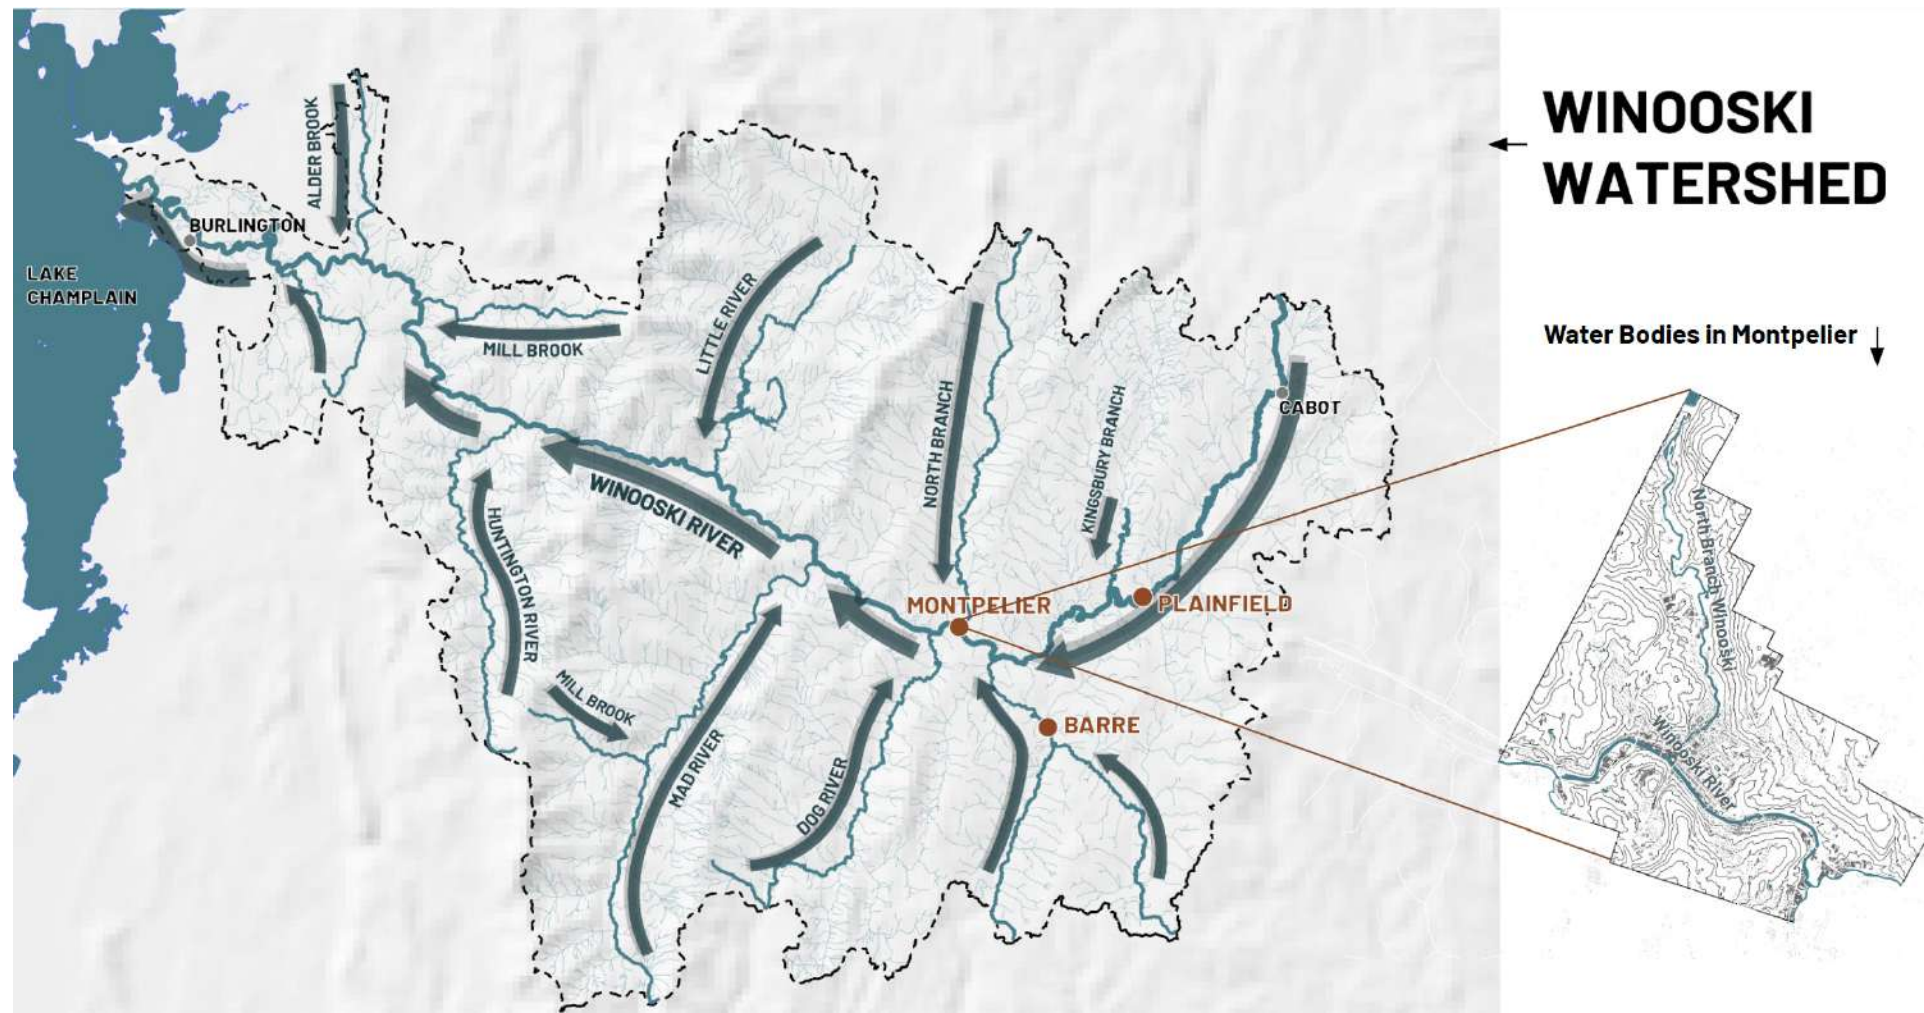 WINOOSKI
WATERSHED
Water Bodies in Montpelier
ALDER BROOK
BURLINGTON
LAKE
CHAMPLAIN
MILL BROOK
LITTLE RIVER
NORTH BRANCH
KINGSBURY BRANCH
CABOT
WINOOSKI RIVER
HUNTINGTON RIVER
MONTPELIER
PLAINFIELD
MILL BROOK
MAD RIVER
DOG RIVER
BARRE
North Branch Winooski
Winooski River